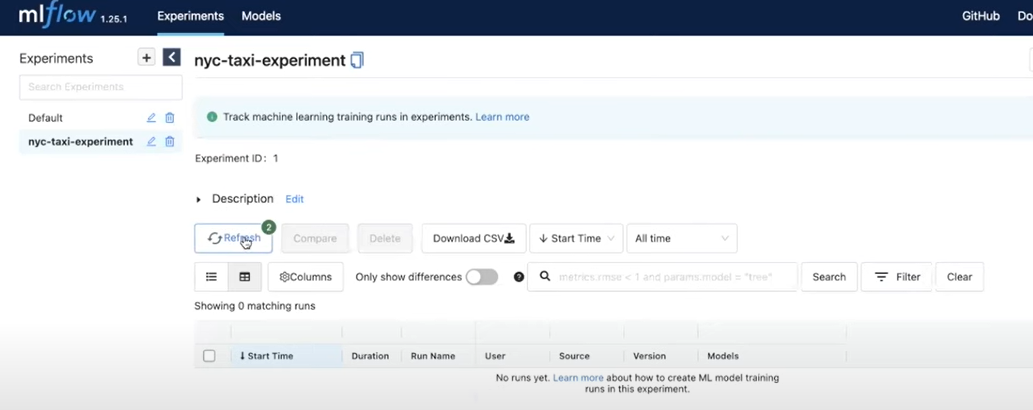 mlflow 1.25.1 Experiments Models GitHub Do
Experiments + <
nyc-taxi-experiment
Search Experiments
Default
nyc-taxi-experiment
Track machine learning training runs in experiments. Learn more
Experiment ID: 1
Description Edit
Refresh 2 Compare Delete Download CSV ↓ Start Time All time
Columns Only show differences ? metrics.rmse < 1 and params.model = "tree" Search Filter Clear
Showing 0 matching runs
↓ Start Time Duration Run Name User Source Version Models
No runs yet. Learn more about how to create ML model training
runs in this experiment.